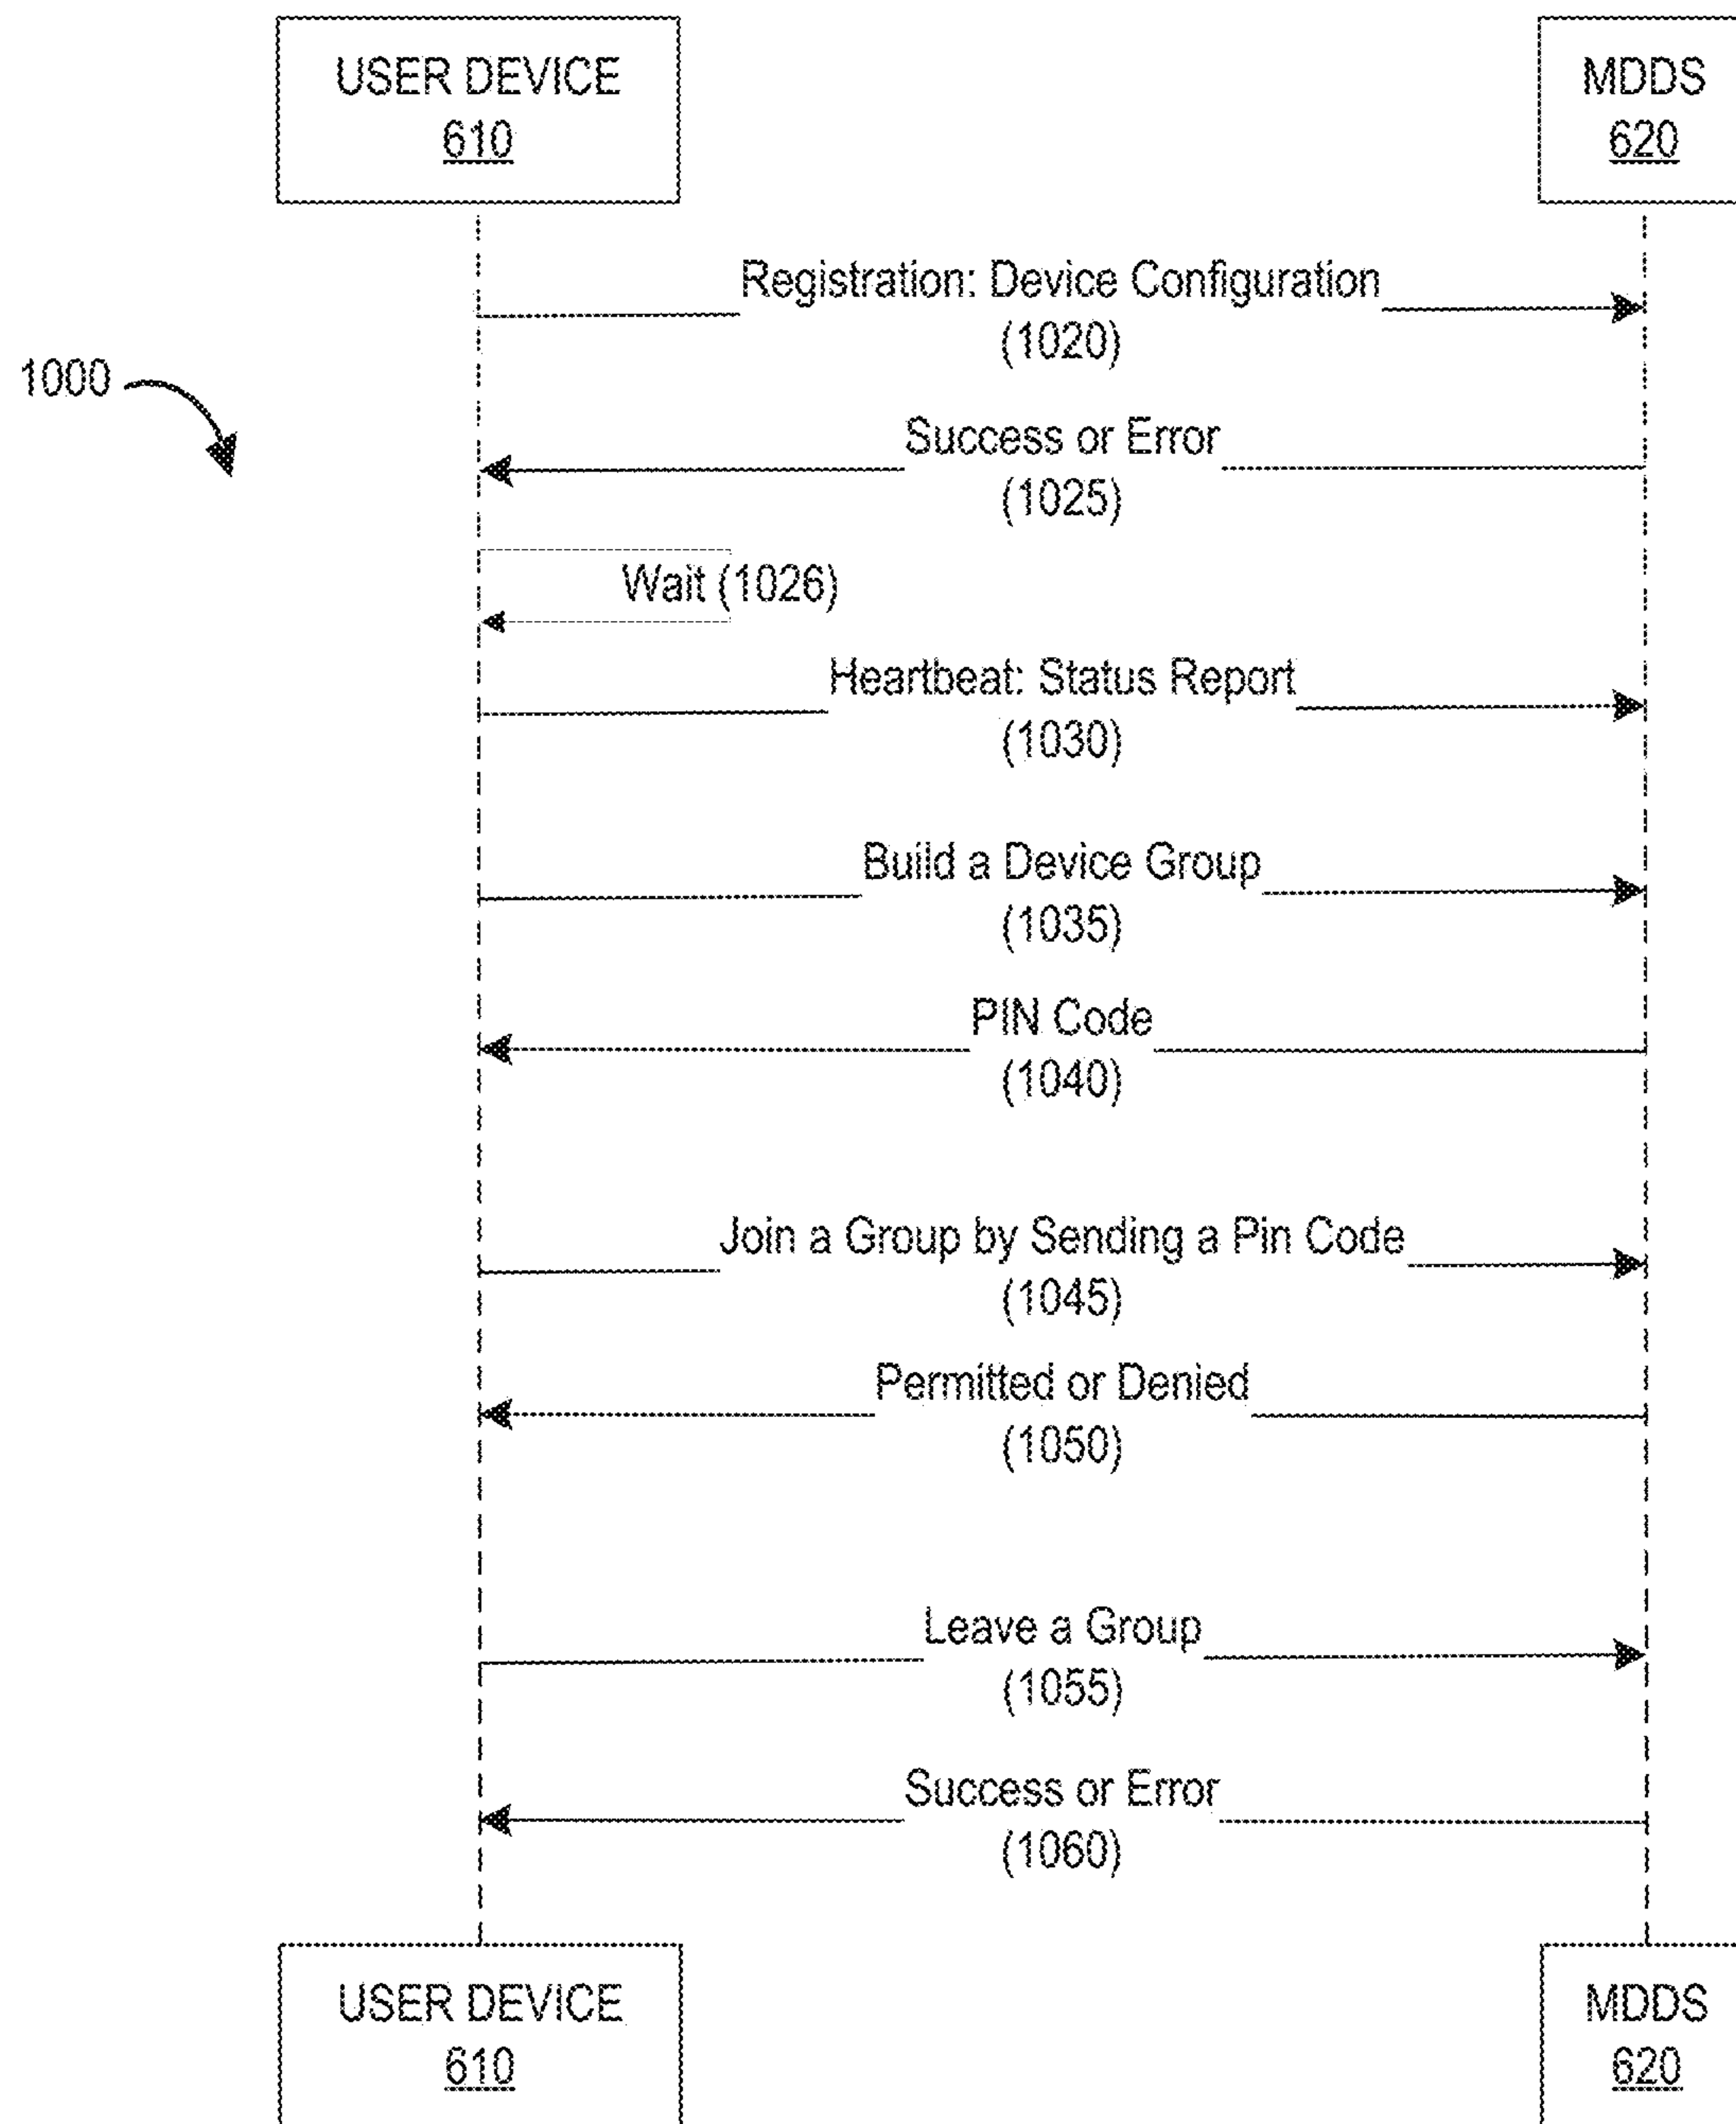 USER DEVICE
610
MDDS
620
Registration: Device Configuration
(1020)
1000
Success or Error
(1025)
Wait (1026)
Heartbeat: Status Report
(1030)
Build a Device Group
(1035)
PIN Code
(1040)
Join a Group by Sending a Pin Code
(1045)
Permitted or Denied
(1050)
Leave a Group
(1055)
Success or Error
(1060)
USER DEVICE
610
MDDS
620